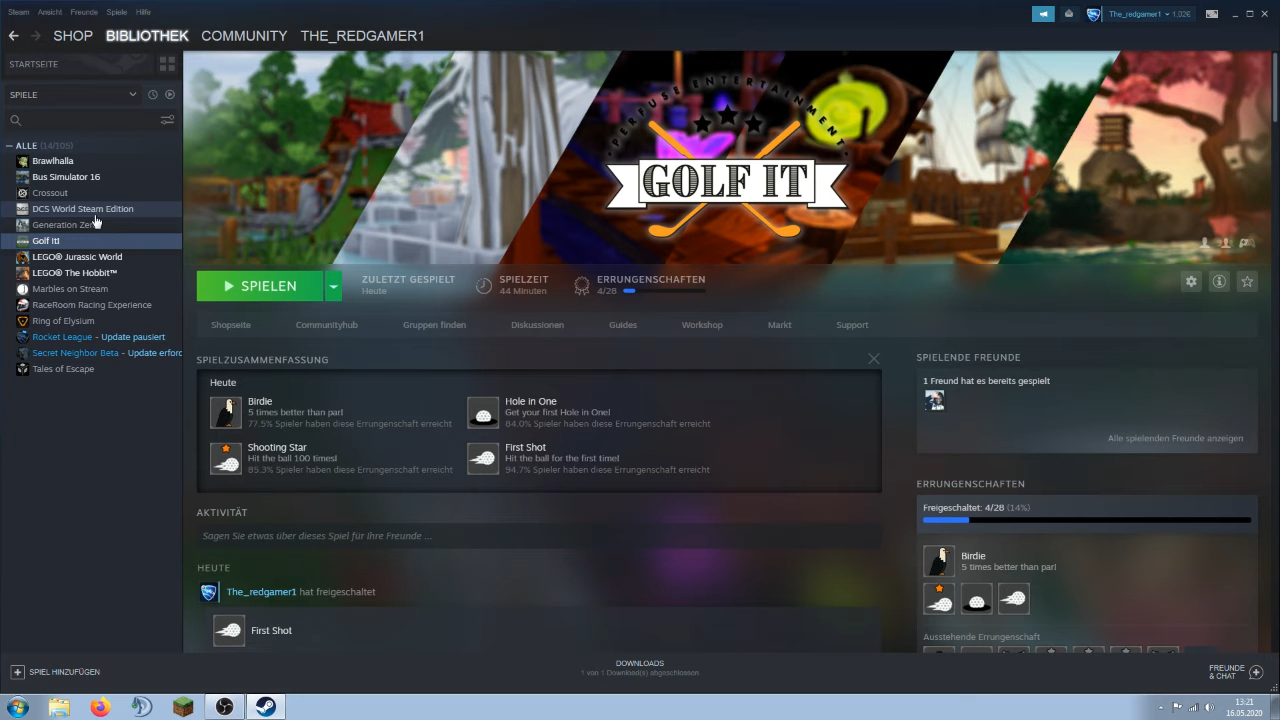 Steam Ansicht Freunde Spiele Hilfe
The_redgamer1 1,026
SHOP BIBLIOTHEK COMMUNITY THE_REDGAMER1
STARTSEITE
SPIELE
ALLE (14/105)
Brawlhalla
Bus Simulator 16
Crossout
DCS World Steam Edition
Generation Zero
Golf It!
LEGO® Jurassic World
LEGO® The Hobbit™
Marbles on Stream
RaceRoom Racing Experience
Ring of Elysium
Rocket League - Update pausiert
Secret Neighbor Beta - Update erforc
Tales of Escape
PERFUSE ENTERTAINMENT
GOLF IT
SPIELEN
ZULETZT GESPIELT
Heute
SPIELZEIT
44 Minuten
ERRUNGENSCHAFTEN
4/28
Shopseite Communityhub Gruppen finden Diskussionen Guides Workshop Markt Support
SPIELZUSAMMENFASSUNG
Heute
Birdie
5 times better than par!
77.5% Spieler haben diese Errungenschaft erreicht
Hole in One
Get your first Hole in One!
84.0% Spieler haben diese Errungenschaft erreicht
Shooting Star
Hit the ball 100 times!
85.3% Spieler haben diese Errungenschaft erreicht
First Shot
Hit the ball for the first time!
94.7% Spieler haben diese Errungenschaft erreicht
AKTIVITÄT
Sagen Sie etwas über dieses Spiel für Ihre Freunde ...
HEUTE
The_redgamer1 hat freigeschaltet
First Shot
SPIELENDE FREUNDE
1 Freund hat es bereits gespielt
Alle spielenden Freunde anzeigen
ERRUNGENSCHAFTEN
Freigeschaltet: 4/28 (14%)
Birdie
5 times better than par!
Ausstehende Errungenschaft
SPIEL HINZUFÜGEN
DOWNLOADS
1 von 1 Download(s) abgeschlossen
FREUNDE
& CHAT
13:21
16.05.2020